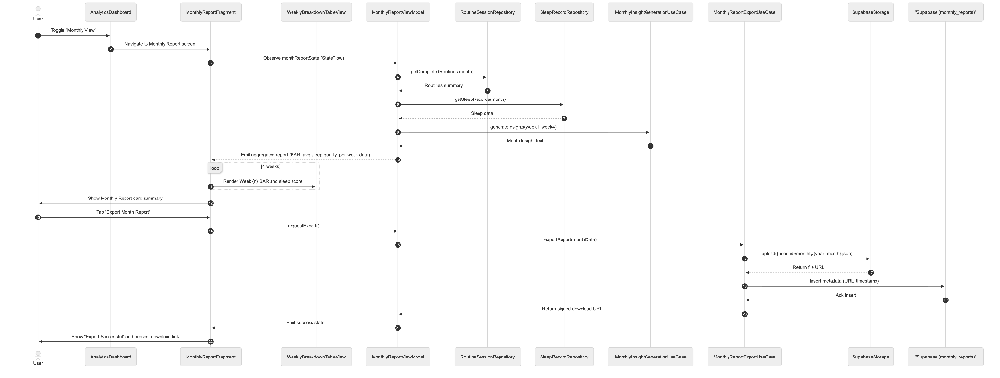 User
AnalyticsDashboard
MonthlyReportFragment
WeeklyBreakdownTableView
MonthlyReportViewModel
RoutineSessionRepository
SleepRecordRepository
MonthlyInsightGenerationUseCase
MonthlyReportExportUseCase
SupabaseStorage
"Supabase (monthly_reports)"
1 Toggle "Monthly View"
2 Navigate to Monthly Report screen
3 Observe monthReportState (StateFlow)
4 getCompletedRoutines(month)
5 Routines summary
6 getSleepRecords(month)
7 Sleep data
8 generateInsights(week1, week4)
9 Month Insight text
10 Emit aggregated report (BAR, avg sleep quality, per-week data)
loop [4 weeks]
11 Render Week {n} BAR and sleep score
12 Show Monthly Report card summary
13 Tap "Export Month Report"
14 requestExport()
15 exportReport(monthData)
16 upload({user_id}/monthly/{year_month}.json)
17 Return file URL
18 Insert metadata (URL, timestamp)
19 Ack insert
20 Return signed download URL
21 Emit success state
22 Show "Export Successful" and present download link
User
AnalyticsDashboard
MonthlyReportFragment
WeeklyBreakdownTableView
MonthlyReportViewModel
RoutineSessionRepository
SleepRecordRepository
MonthlyInsightGenerationUseCase
MonthlyReportExportUseCase
SupabaseStorage
"Supabase (monthly_reports)"